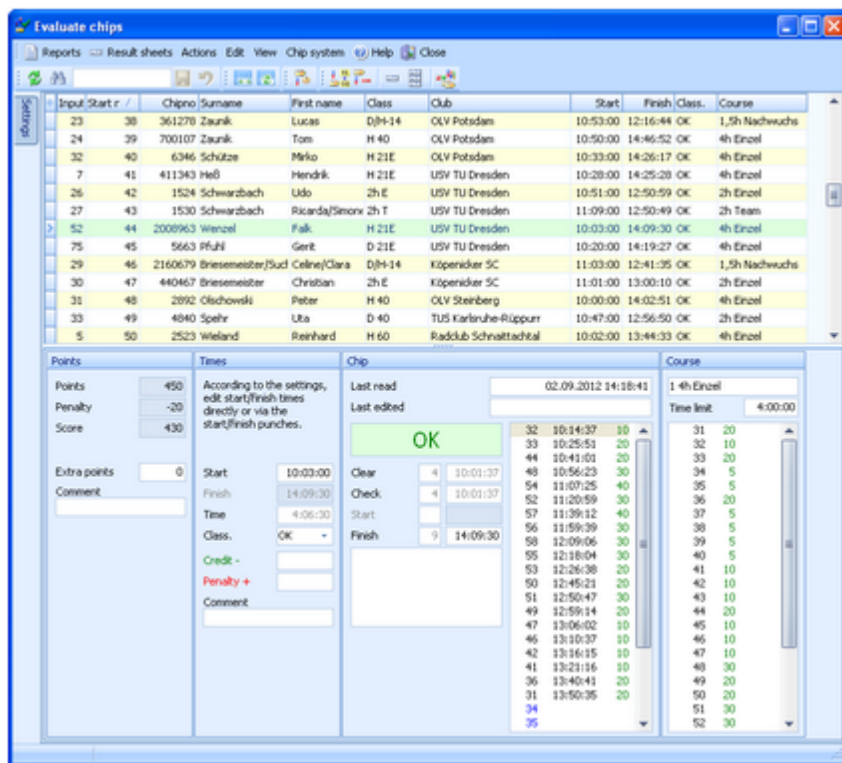 Evaluate chips
Reports Result sheets Actions Edit View Chip system Help Close
Settings
Input Start r / Chipno Surname First name Class Club Start Finish Class. Course
23 38 361278 Zaunik Lucas D/H-14 OLV Potsdam 10:53:00 12:16:44 OK 1,5h Nachwuchs
24 39 700107 Zaunik Tom H 40 OLV Potsdam 10:50:00 14:46:52 OK 4h Einzel
32 40 6346 Schütze Mirko H 21E OLV Potsdam 10:33:00 14:26:17 OK 4h Einzel
7 41 411343 Heß Hendrik H 21E USV TU Dresden 10:28:00 14:25:28 OK 4h Einzel
26 42 1524 Schwarzbach Udo 2h E USV TU Dresden 10:51:00 12:50:59 OK 2h Einzel
27 43 1530 Schwarzbach Ricarda/Simone 2h T USV TU Dresden 11:09:00 12:50:49 OK 2h Team
52 44 2008963 Wenzel Falk H 21E USV TU Dresden 10:03:00 14:09:30 OK 4h Einzel
75 45 5663 Pfuhl Gerit D 21E USV TU Dresden 10:20:00 14:19:27 OK 4h Einzel
29 46 2160679 Briesemeister/Sucl Celine/Clara D/H-14 Köpenicker SC 11:03:00 12:41:35 OK 1,5h Nachwuchs
30 47 440467 Briesemeister Christian 2h E Köpenicker SC 11:01:00 13:00:10 OK 2h Einzel
31 48 2892 Olschowski Peter H 40 OLV Steinberg 10:00:00 14:02:51 OK 4h Einzel
33 49 4840 Spehr Uta D 40 TUS Karlsruhe-Rüppurr 10:47:00 12:56:50 OK 2h Einzel
5 50 2523 Wieland Reinhard H 60 Radclub Schnaittachtal 10:02:00 13:44:33 OK 4h Einzel
Points
Points 450
Penalty -20
Score 430
Extra points 0
Comment
Times
According to the settings,
edit start/finish times
directly or via the
start/finish punches.
Start 10:03:00
Finish 14:09:30
Time 4:06:30
Class. OK
Credit -
Penalty +
Comment
Chip
Last read 02.09.2012 14:18:41
Last edited
OK
Clear 4 10:01:37
Check 4 10:01:37
Start
Finish 9 14:09:30
32 10:14:37 10
33 10:25:51 20
44 10:41:01 20
48 10:56:23 30
54 11:07:25 40
52 11:20:59 30
57 11:39:12 40
56 11:59:39 30
58 12:09:06 30
55 12:18:04 30
53 12:26:38 20
50 12:45:21 20
51 12:50:47 30
49 12:59:14 20
47 13:06:02 10
46 13:10:37 10
42 13:16:15 10
41 13:21:16 10
36 13:40:41 20
31 13:50:35 20
34
35
Course
1 4h Einzel
Time limit 4:00:00
31 20
32 10
33 20
34 5
35 5
36 20
37 5
38 5
39 5
40 5
41 10
42 10
43 10
44 20
45 10
46 10
47 10
48 30
49 20
50 20
51 30
52 30